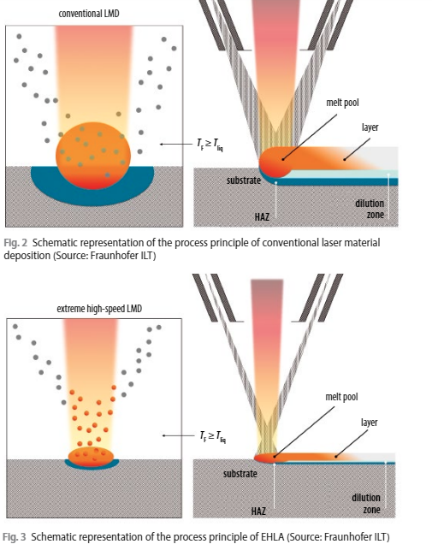 conventional LMD
melt pool
layer
T_F ≥ T_liq
substrate
HAZ
dilution
zone
Fig. 2 Schematic representation of the process principle of conventional laser material
deposition (Source: Fraunhofer ILT)
extreme high-speed LMD
melt pool
layer
T_F ≥ T_liq
substrate
HAZ
dilution
zone
Fig. 3 Schematic representation of the process principle of EHLA (Source: Fraunhofer ILT)